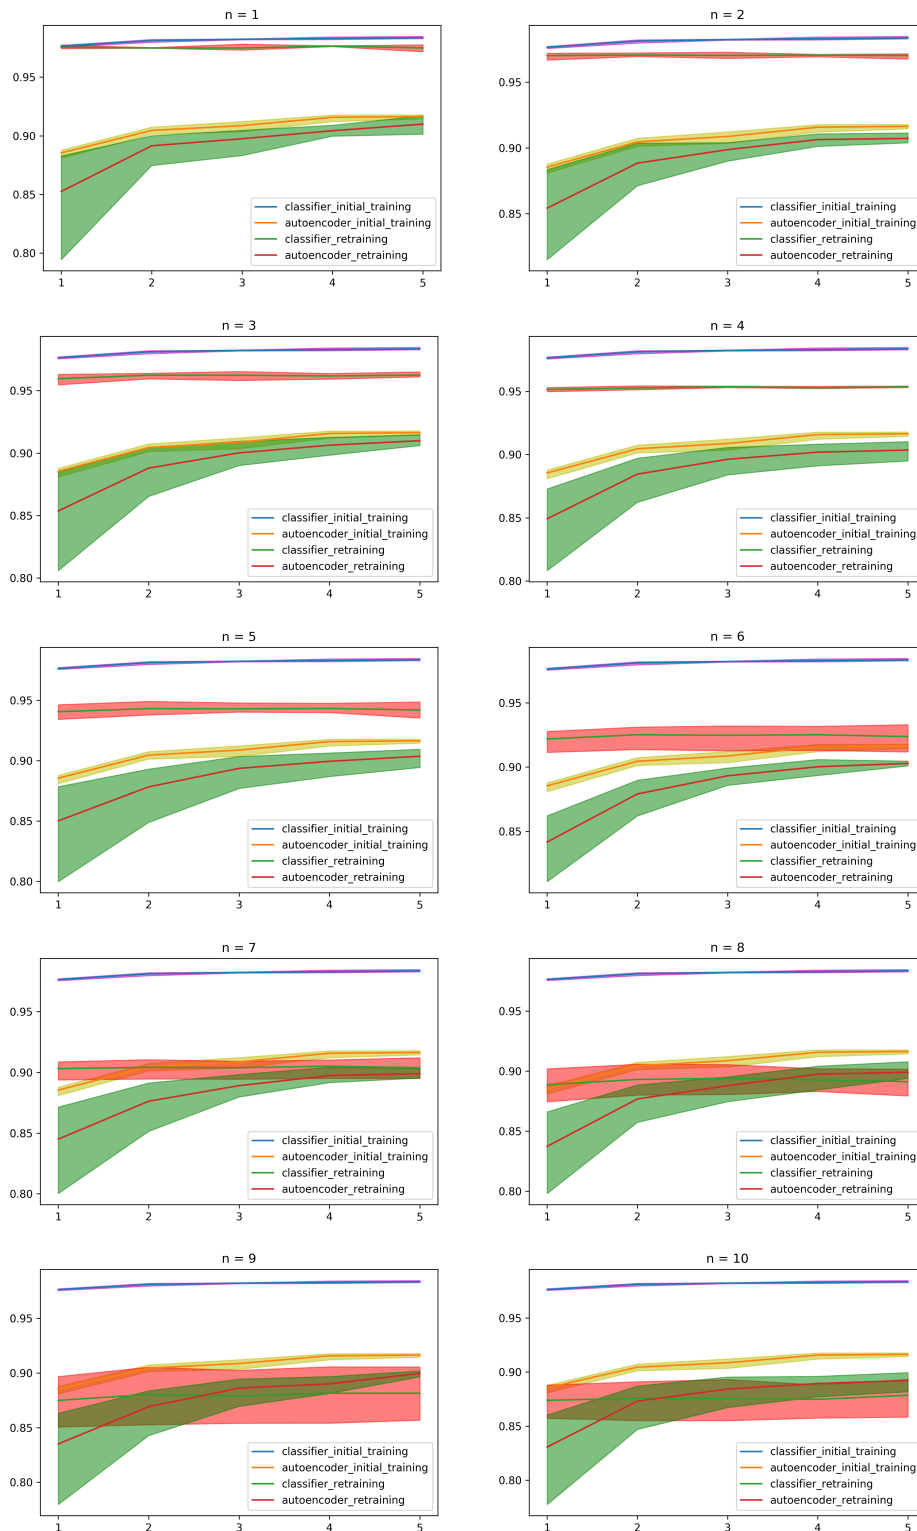 n = 1
0.95
0.90
0.85
0.80
classifier_initial_training
autoencoder_initial_training
classifier_retraining
autoencoder_retraining
1 2 3 4 5
n = 2
0.95
0.90
0.85
classifier_initial_training
autoencoder_initial_training
classifier_retraining
autoencoder_retraining
1 2 3 4 5
n = 3
0.95
0.90
0.85
0.80
classifier_initial_training
autoencoder_initial_training
classifier_retraining
autoencoder_retraining
1 2 3 4 5
n = 4
0.95
0.90
0.85
0.80
classifier_initial_training
autoencoder_initial_training
classifier_retraining
autoencoder_retraining
1 2 3 4 5
n = 5
0.95
0.90
0.85
0.80
classifier_initial_training
autoencoder_initial_training
classifier_retraining
autoencoder_retraining
1 2 3 4 5
n = 6
0.95
0.90
0.85
classifier_initial_training
autoencoder_initial_training
classifier_retraining
autoencoder_retraining
1 2 3 4 5
n = 7
0.95
0.90
0.85
0.80
classifier_initial_training
autoencoder_initial_training
classifier_retraining
autoencoder_retraining
1 2 3 4 5
n = 8
0.95
0.90
0.85
0.80
classifier_initial_training
autoencoder_initial_training
classifier_retraining
autoencoder_retraining
1 2 3 4 5
n = 9
0.95
0.90
0.85
0.80
classifier_initial_training
autoencoder_initial_training
classifier_retraining
autoencoder_retraining
1 2 3 4 5
n = 10
0.95
0.90
0.85
0.80
classifier_initial_training
autoencoder_initial_training
classifier_retraining
autoencoder_retraining
1 2 3 4 5